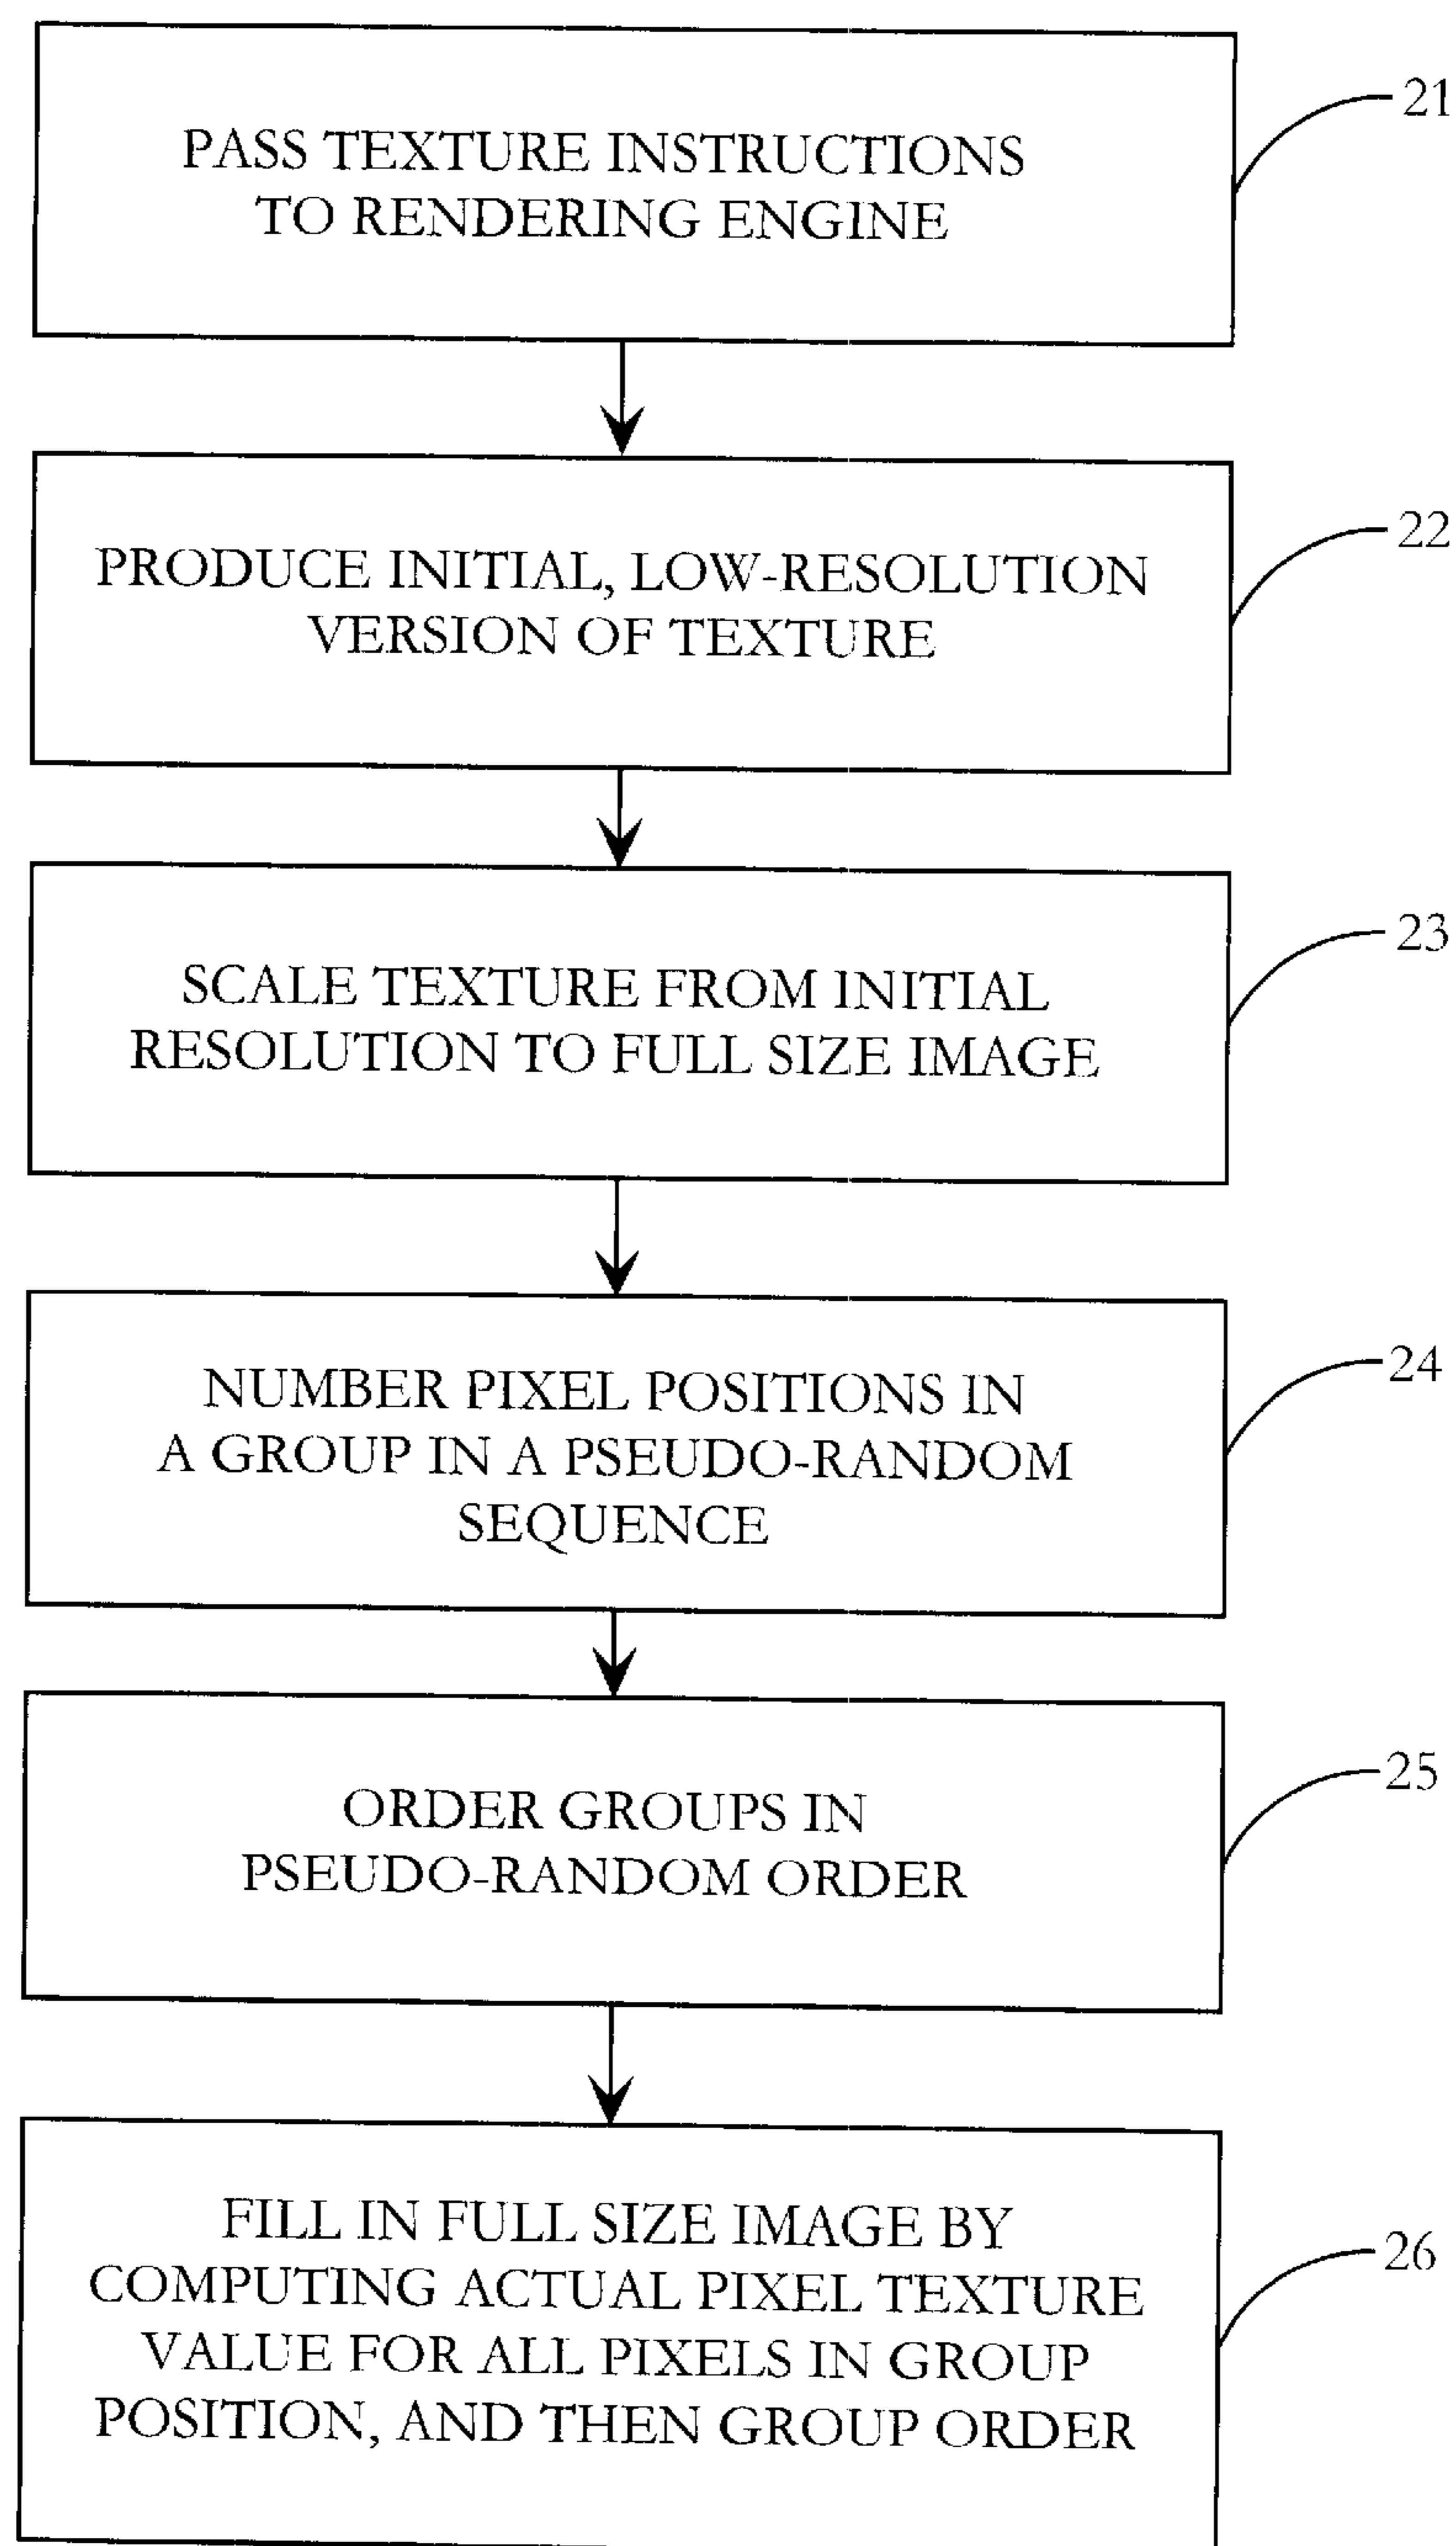 PASS TEXTURE INSTRUCTIONS
TO RENDERING ENGINE
21
PRODUCE INITIAL, LOW-RESOLUTION
VERSION OF TEXTURE
22
SCALE TEXTURE FROM INITIAL
RESOLUTION TO FULL SIZE IMAGE
23
NUMBER PIXEL POSITIONS IN
A GROUP IN A PSEUDO-RANDOM
SEQUENCE
24
ORDER GROUPS IN
PSEUDO-RANDOM ORDER
25
FILL IN FULL SIZE IMAGE BY
COMPUTING ACTUAL PIXEL TEXTURE
VALUE FOR ALL PIXELS IN GROUP
POSITION, AND THEN GROUP ORDER
26